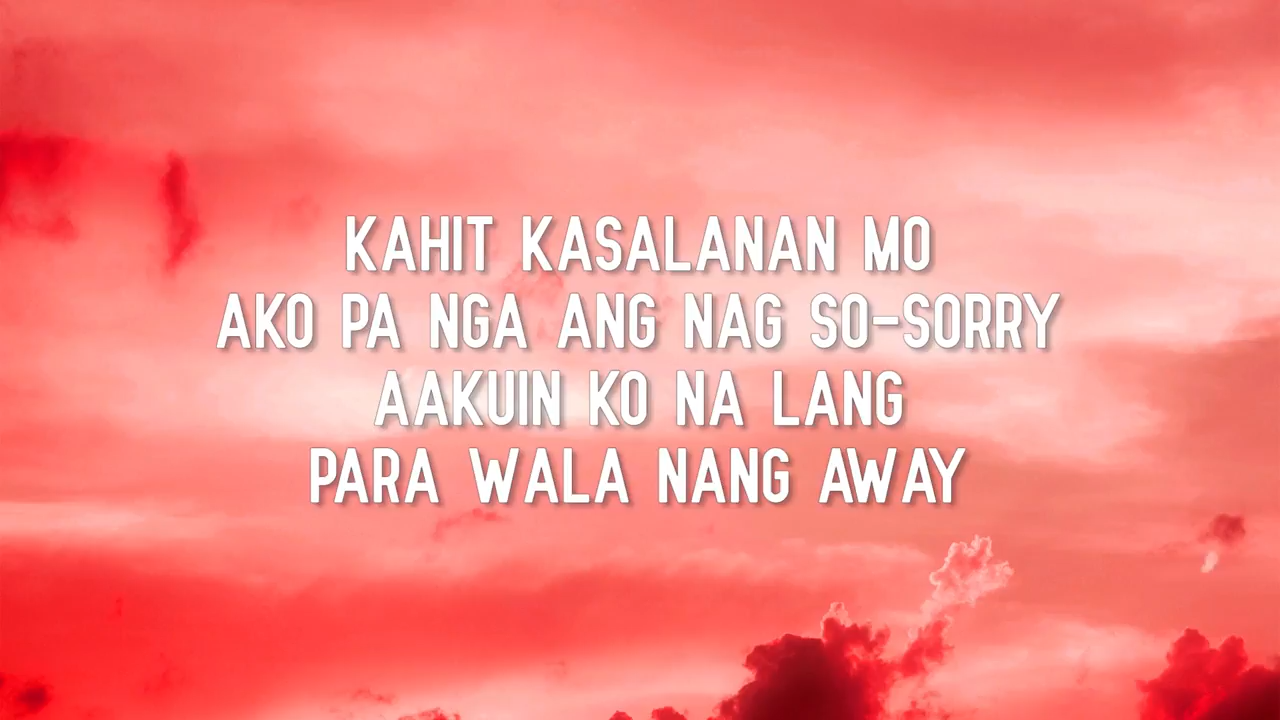 KAHIT KASALANAN MO
AKO PA NGA ANG NAG SO-SORRY
AAKUIN KO NA LANG
PARA WALA NANG AWAY